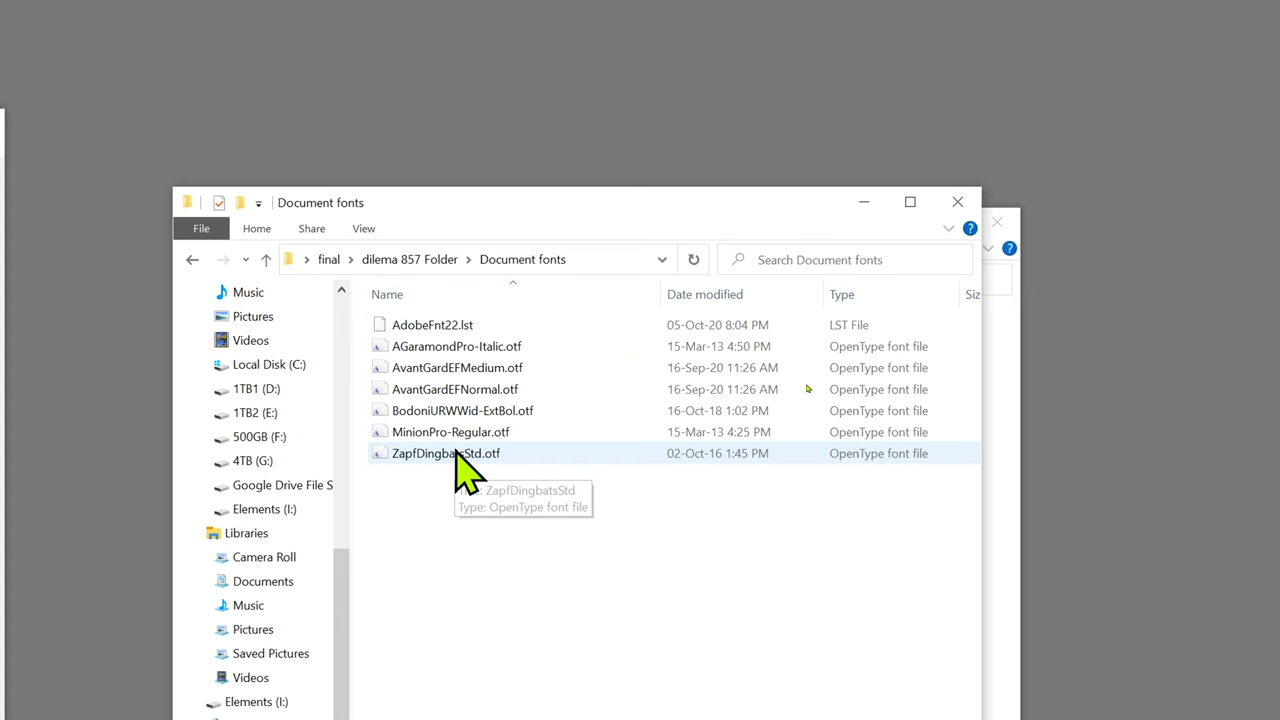 Document fonts
File Home Share View
final dilema 857 Folder Document fonts Search Document fonts
Name Date modified Type Siz
AdobeFnt22.lst 05-Oct-20 8:04 PM LST File
AGaramondPro-Italic.otf 15-Mar-13 4:50 PM OpenType font file
AvantGardEFMedium.otf 16-Sep-20 11:26 AM OpenType font file
AvantGardEFNormal.otf 16-Sep-20 11:26 AM OpenType font file
BodoniURWWid-ExtBol.otf 16-Oct-18 1:02 PM OpenType font file
MinionPro-Regular.otf 15-Mar-13 4:25 PM OpenType font file
ZapfDingbatsStd.otf 02-Oct-16 1:45 PM OpenType font file
ZapfDingbatsStd
Type: OpenType font file
Music
Pictures
Videos
Local Disk (C:)
1TB1 (D:)
1TB2 (E:)
500GB (F:)
4TB (G:)
Google Drive File S
Elements (I:)
Libraries
Camera Roll
Documents
Music
Pictures
Saved Pictures
Videos
Elements (I:)